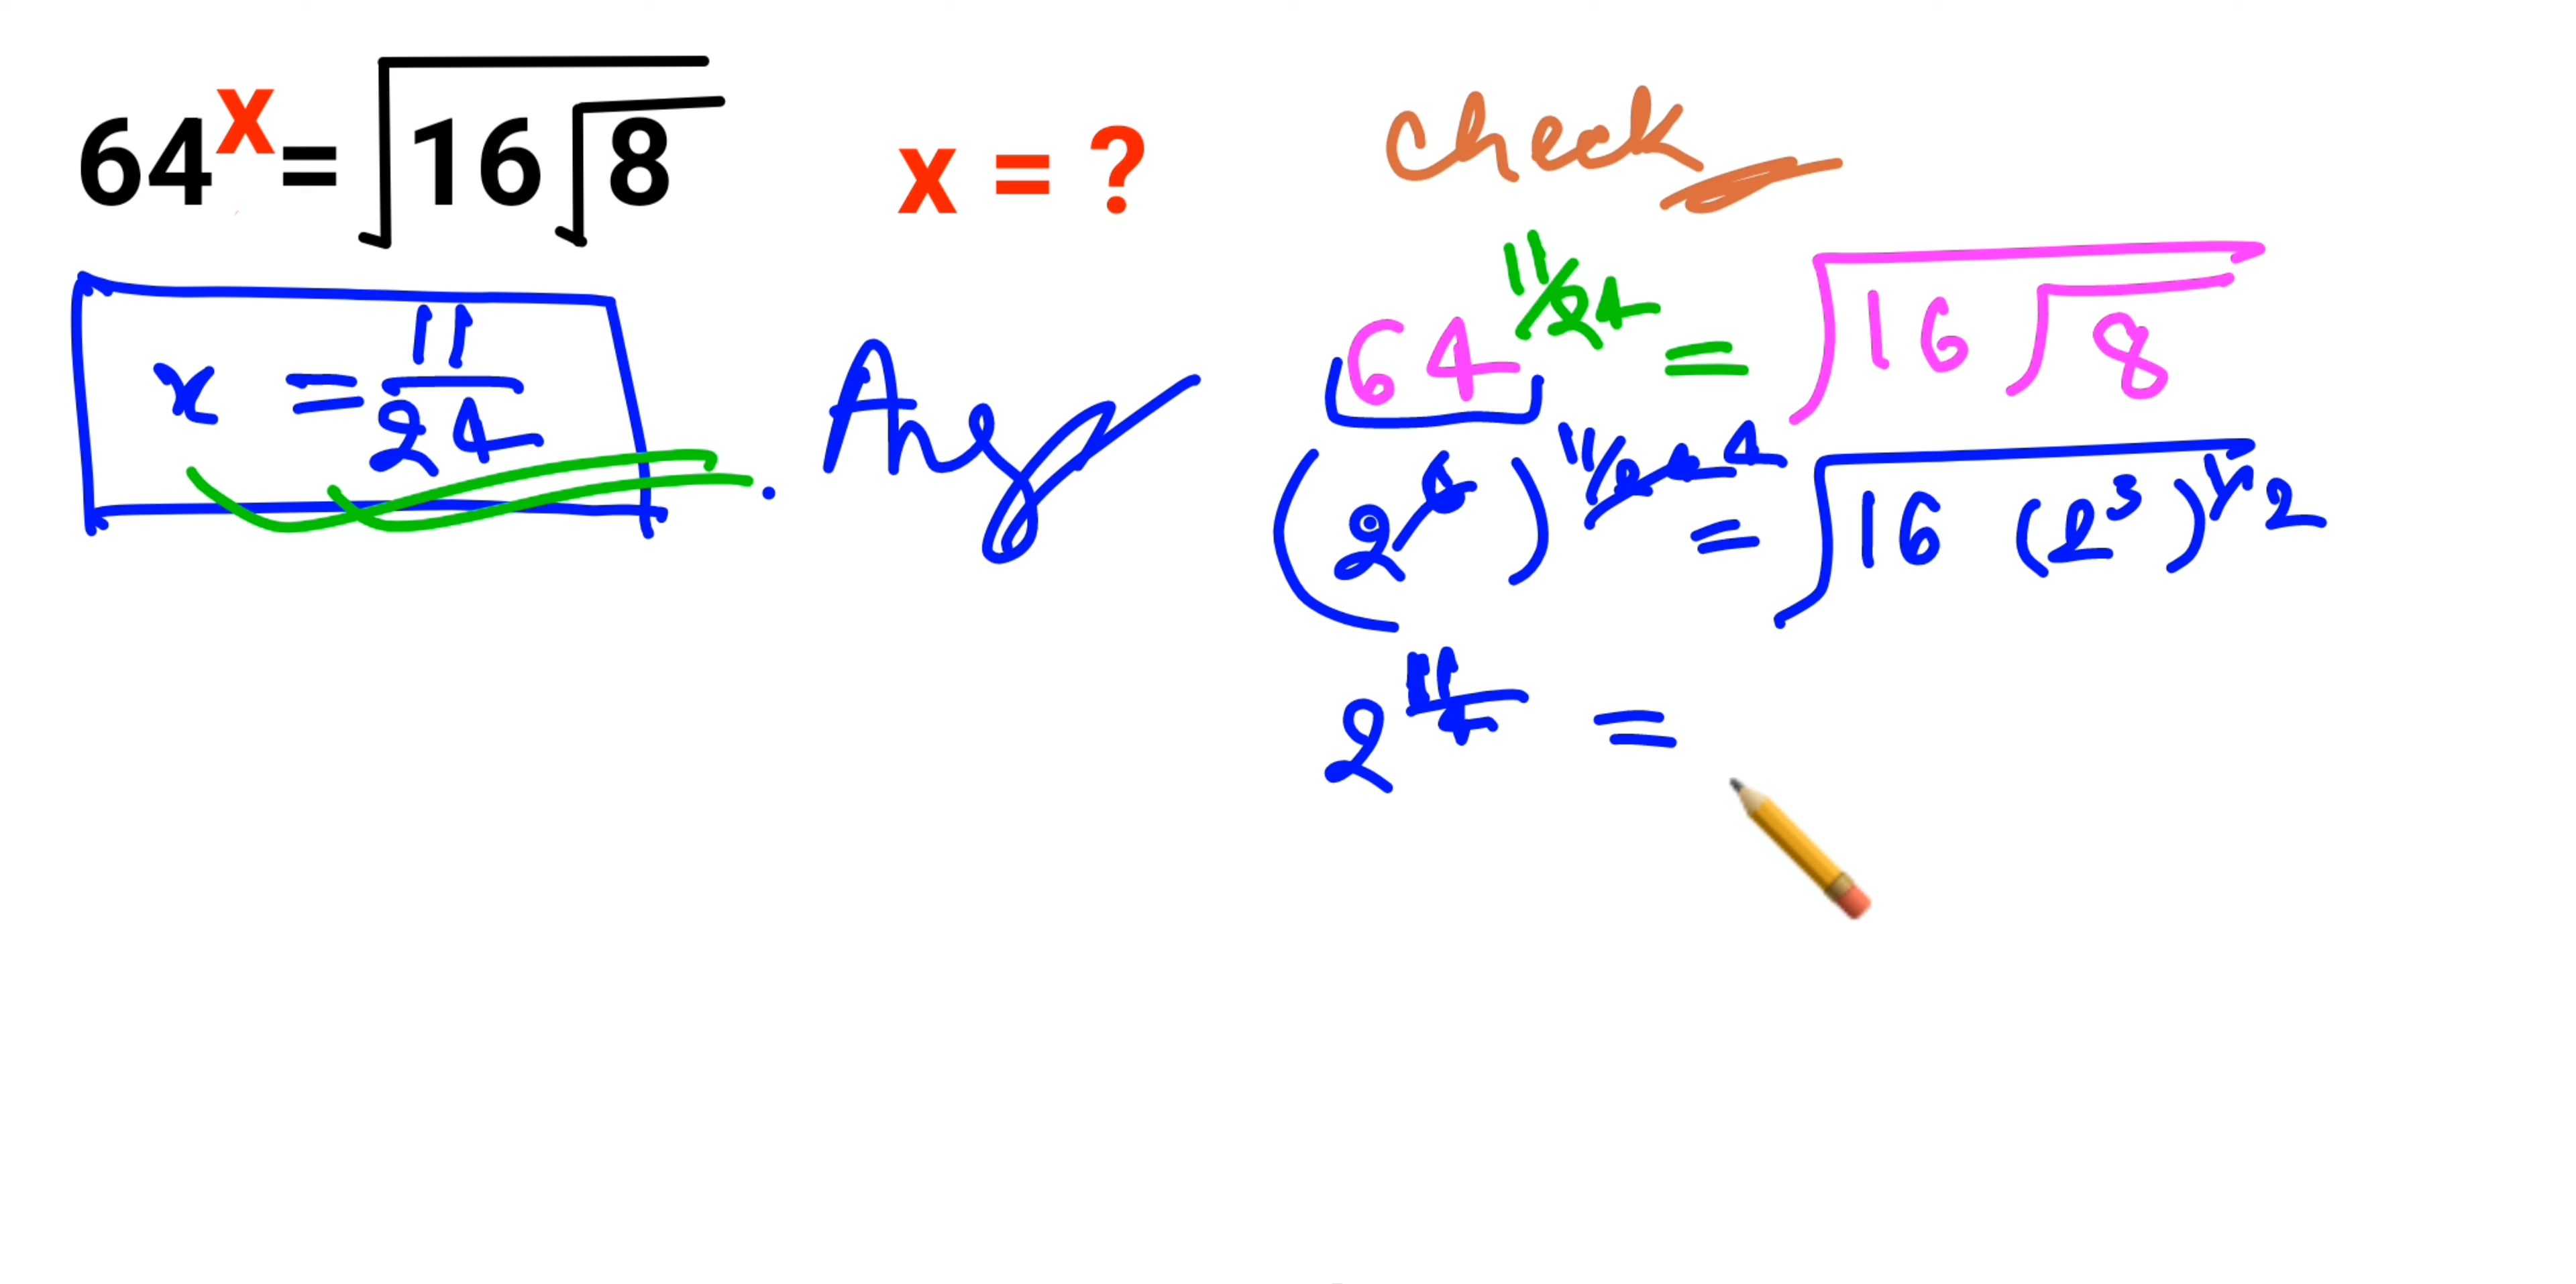 64^x = √(16√8)  x = ?
x = 11/24 . Ans
check
64^(11/24) = √(16√8)
(2^6)^(11/24 4) = √(16 (2^3)^(1/2))
2^(11/4) =